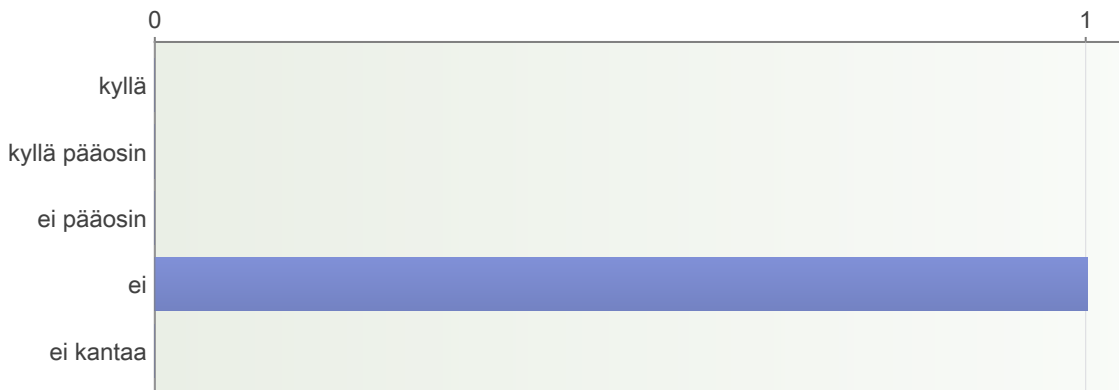 0 1
kyllä
kyllä pääosin
ei pääosin
ei
ei kantaa